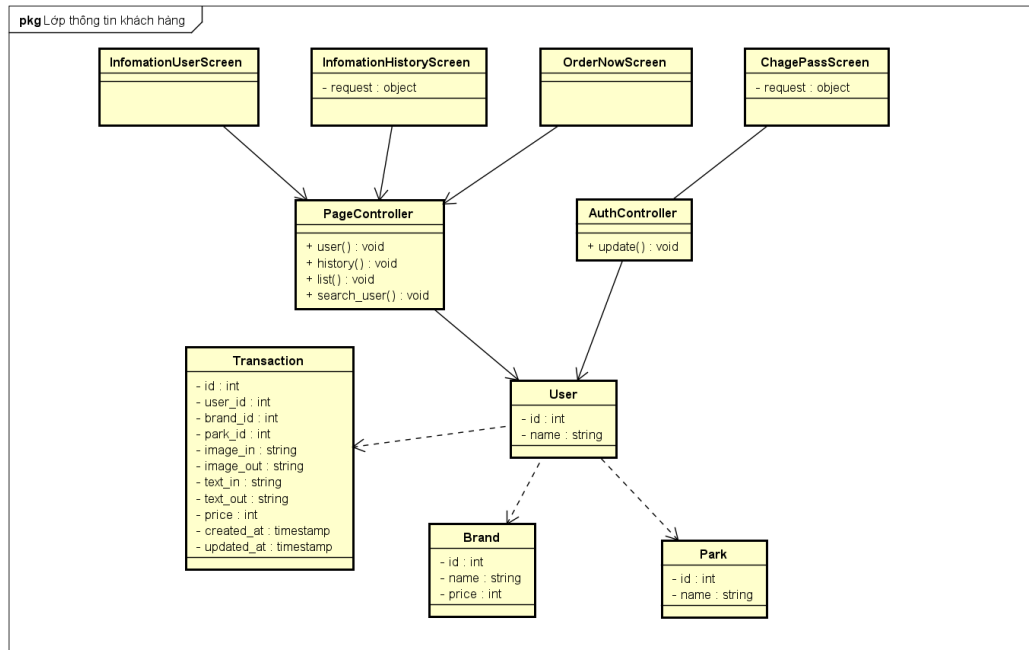 pkg Lớp thông tin khách hàng
InfomationUserScreen
InfomationHistoryScreen
- request : object
OrderNowScreen
ChagePassScreen
- request : object
PageController
+ user() : void
+ history() : void
+ list() : void
+ search_user() : void
AuthController
+ update() : void
Transaction
- id : int
- user_id : int
- brand_id : int
- park_id : int
- image_in : string
- image_out : string
- text_in : string
- text_out : string
- price : int
- created_at : timestamp
- updated_at : timestamp
User
- id : int
- name : string
Brand
- id : int
- name : string
- price : int
Park
- id : int
- name : string